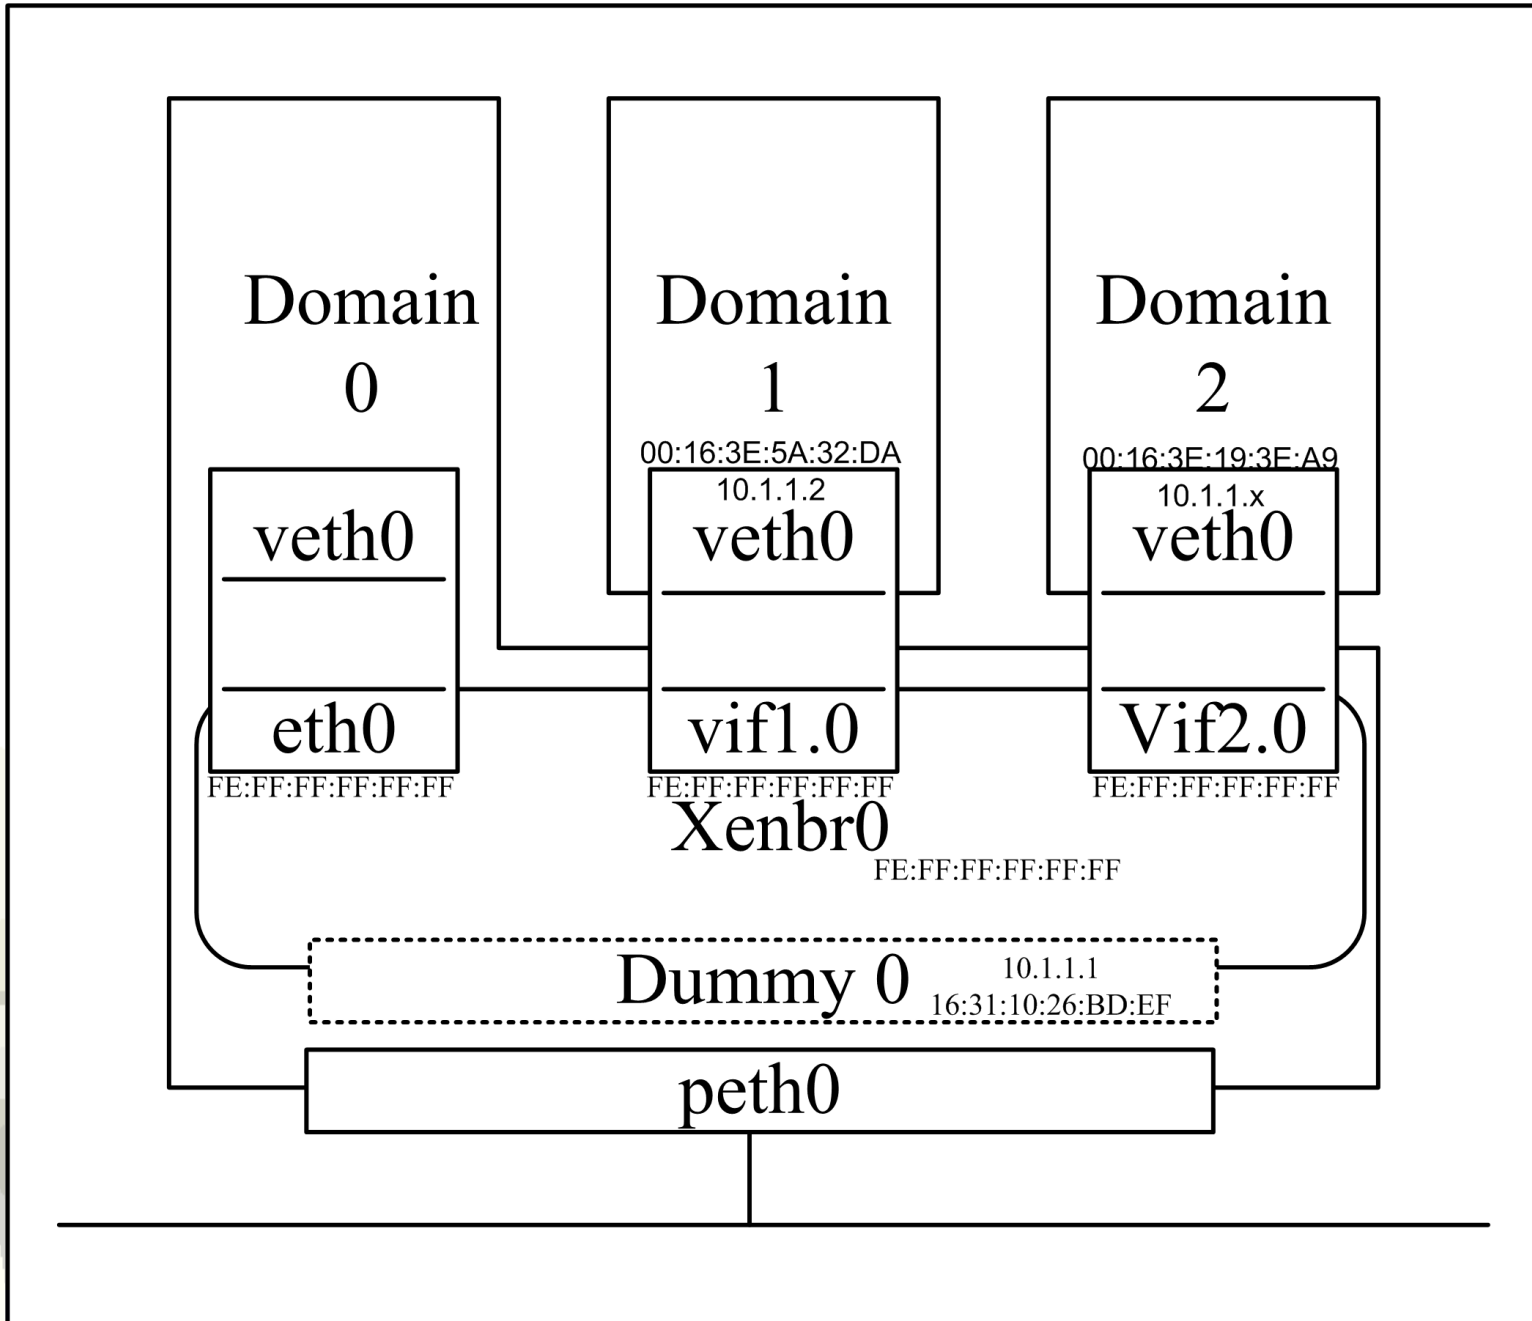 Domain
0
Domain
1
Domain
2
00:16:3E:5A:32:DA
00:16:3E:19:3E:A9
10.1.1.2
10.1.1.x
veth0
veth0
veth0
eth0
vif1.0
Vif2.0
FE:FF:FF:FF:FF:FF
FE:FF:FF:FF:FF:FF
FE:FF:FF:FF:FF:FF
Xenbr0
FE:FF:FF:FF:FF:FF
Dummy 0
10.1.1.1
16:31:10:26:BD:EF
peth0